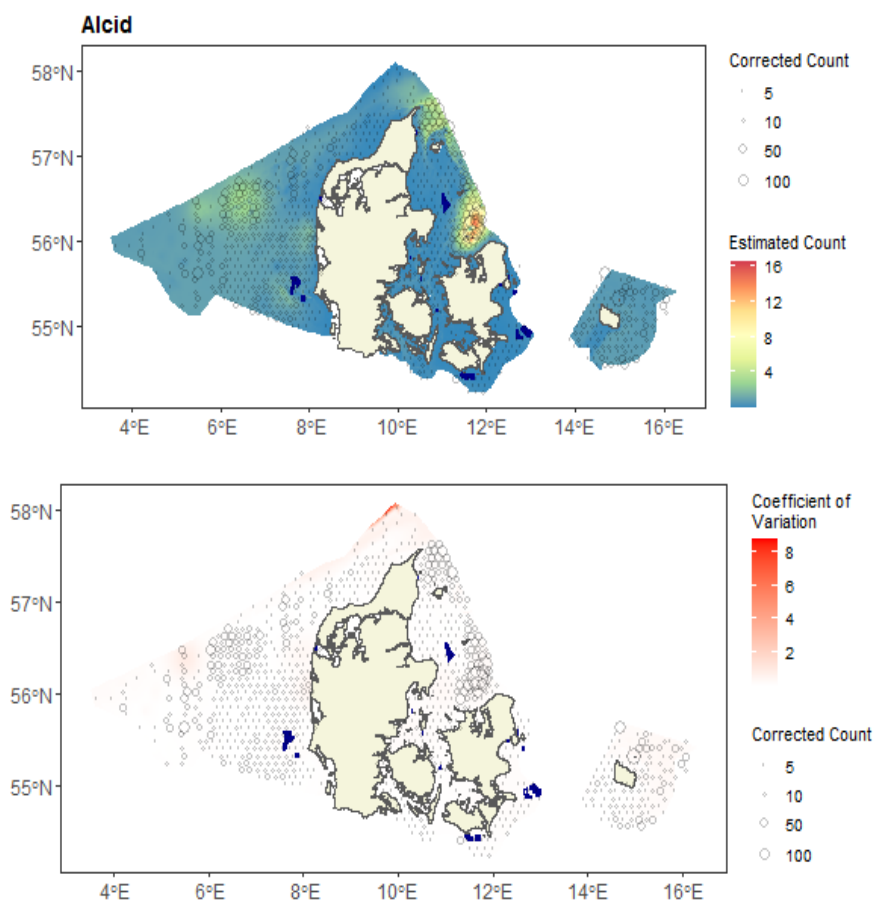 Alcid
58°N
57°N
56°N
55°N
4°E 6°E 8°E 10°E 12°E 14°E 16°E
Corrected Count
5
10
50
100
Estimated Count
16
12
8
4
58°N
57°N
56°N
55°N
4°E 6°E 8°E 10°E 12°E 14°E 16°E
Coefficient of
Variation
8
6
4
2
Corrected Count
5
10
50
100